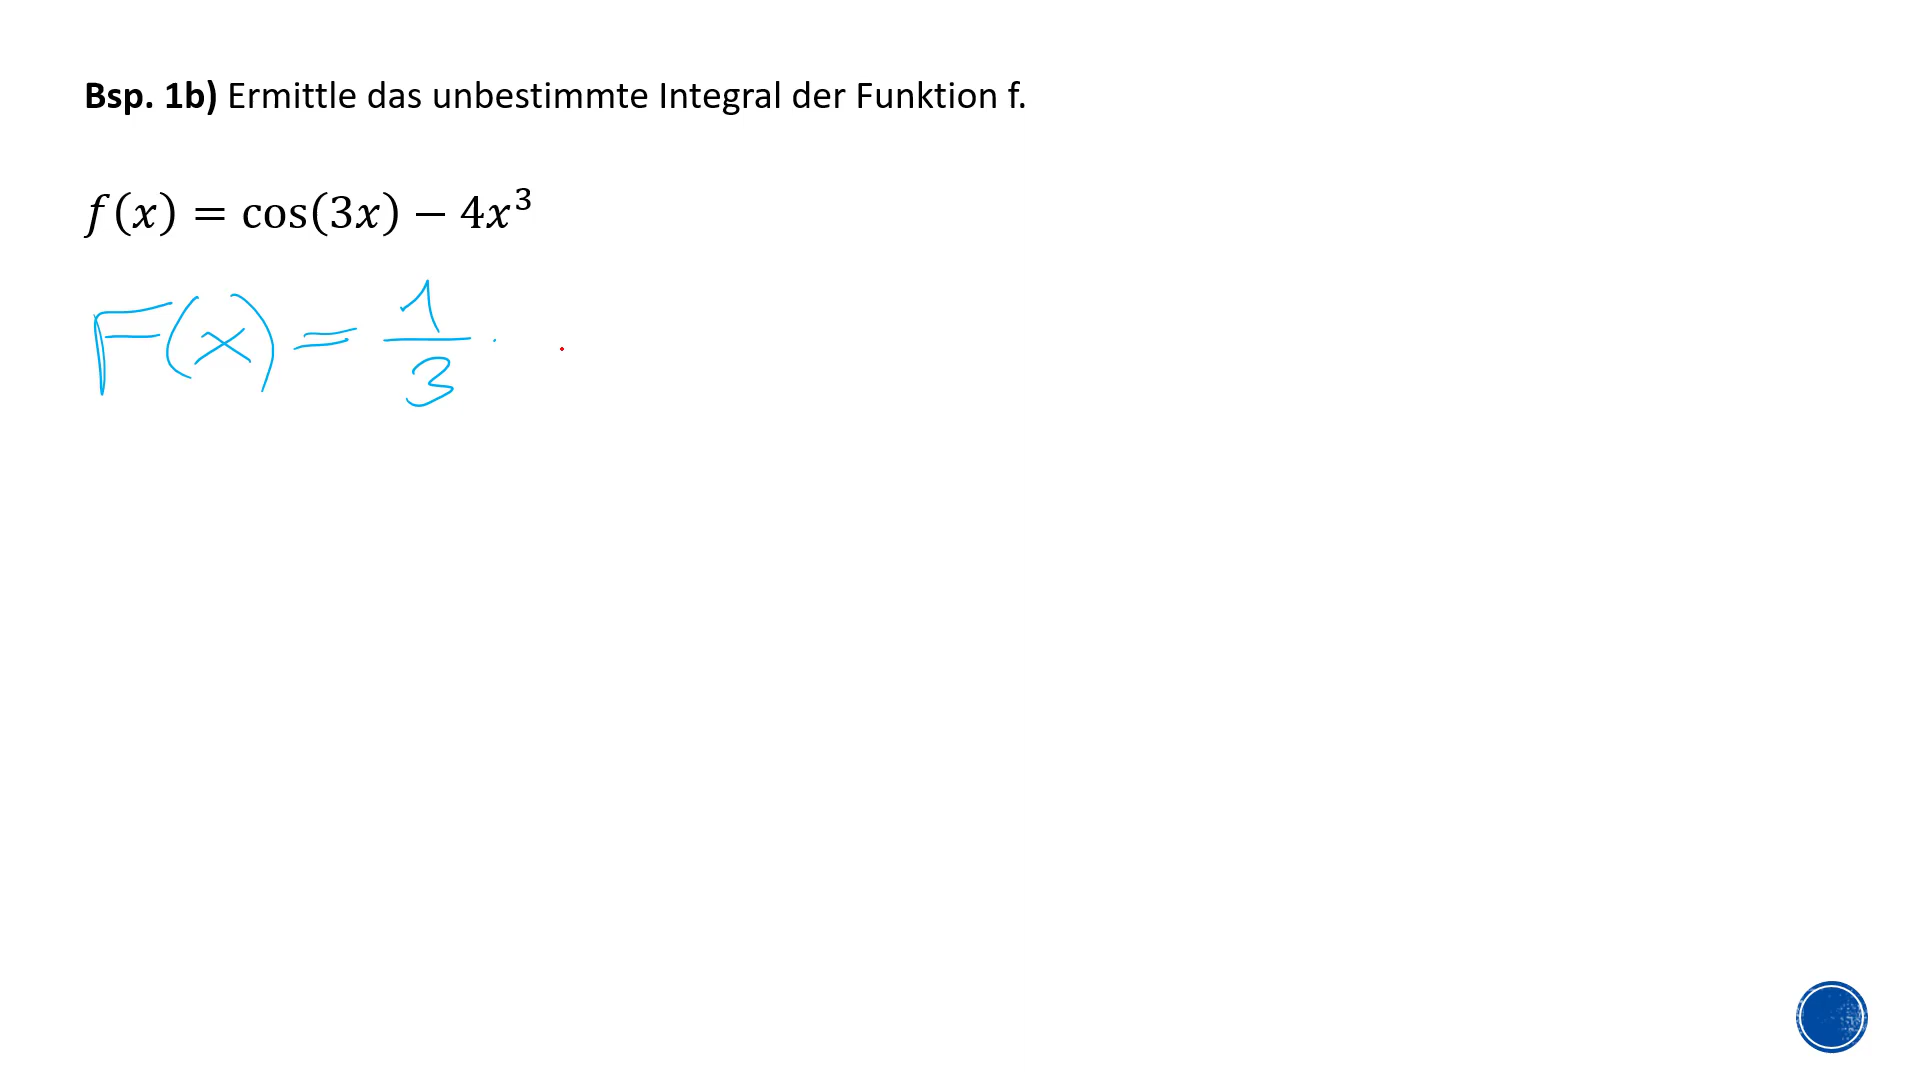 Bsp. 1b) Ermittle das unbestimmte Integral der Funktion f.
f(x) = cos(3x) − 4x³
F(x) = 1/3 ·